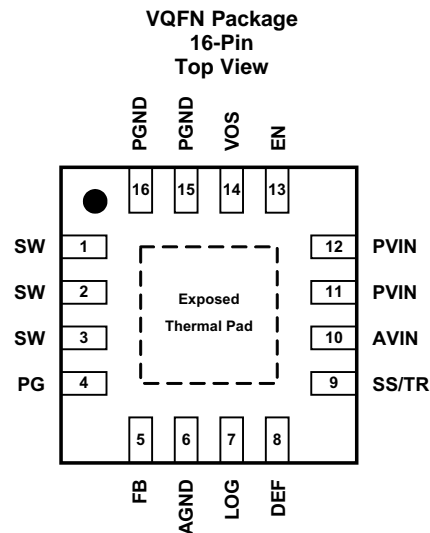 VQFN Package
16-Pin
Top View
PGND
PGND
VOS
EN
16
15
14
13
SW
1
12
PVIN
SW
2
11
PVIN
Exposed
Thermal Pad
SW
3
10
AVIN
PG
4
9
SS/TR
5
6
7
8
FB
AGND
LOG
DEF